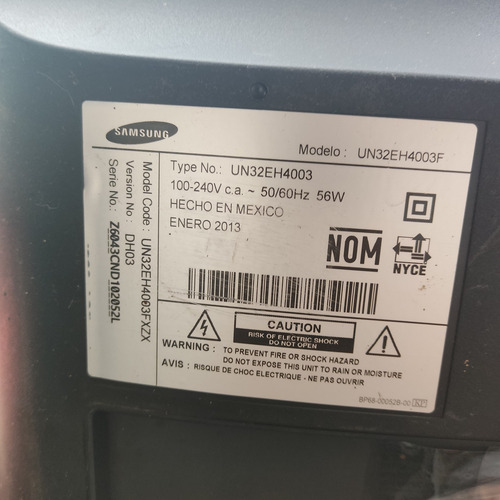 SAMSUNG
Modelo : UN32EH4003F
Type No.: UN32EH4003
100-240V c.a. ~ 50/60Hz 56W
HECHO EN MEXICO
ENERO 2013
NOM
NYCE
Model Code : UN32EH4003FXZX
Version No : DH03
Serie No.: Z6043CND102052L
CAUTION
RISK OF ELECTRIC SHOCK
DO NOT OPEN
WARNING : TO PREVENT FIRE OR SHOCK HAZARD
DO NOT EXPOSE THIS UNIT TO RAIN OR MOISTURE
AVIS : RISQUE DE CHOC ELECTRIQUE - NE PAS OUVRIR
BP68-00052B-00